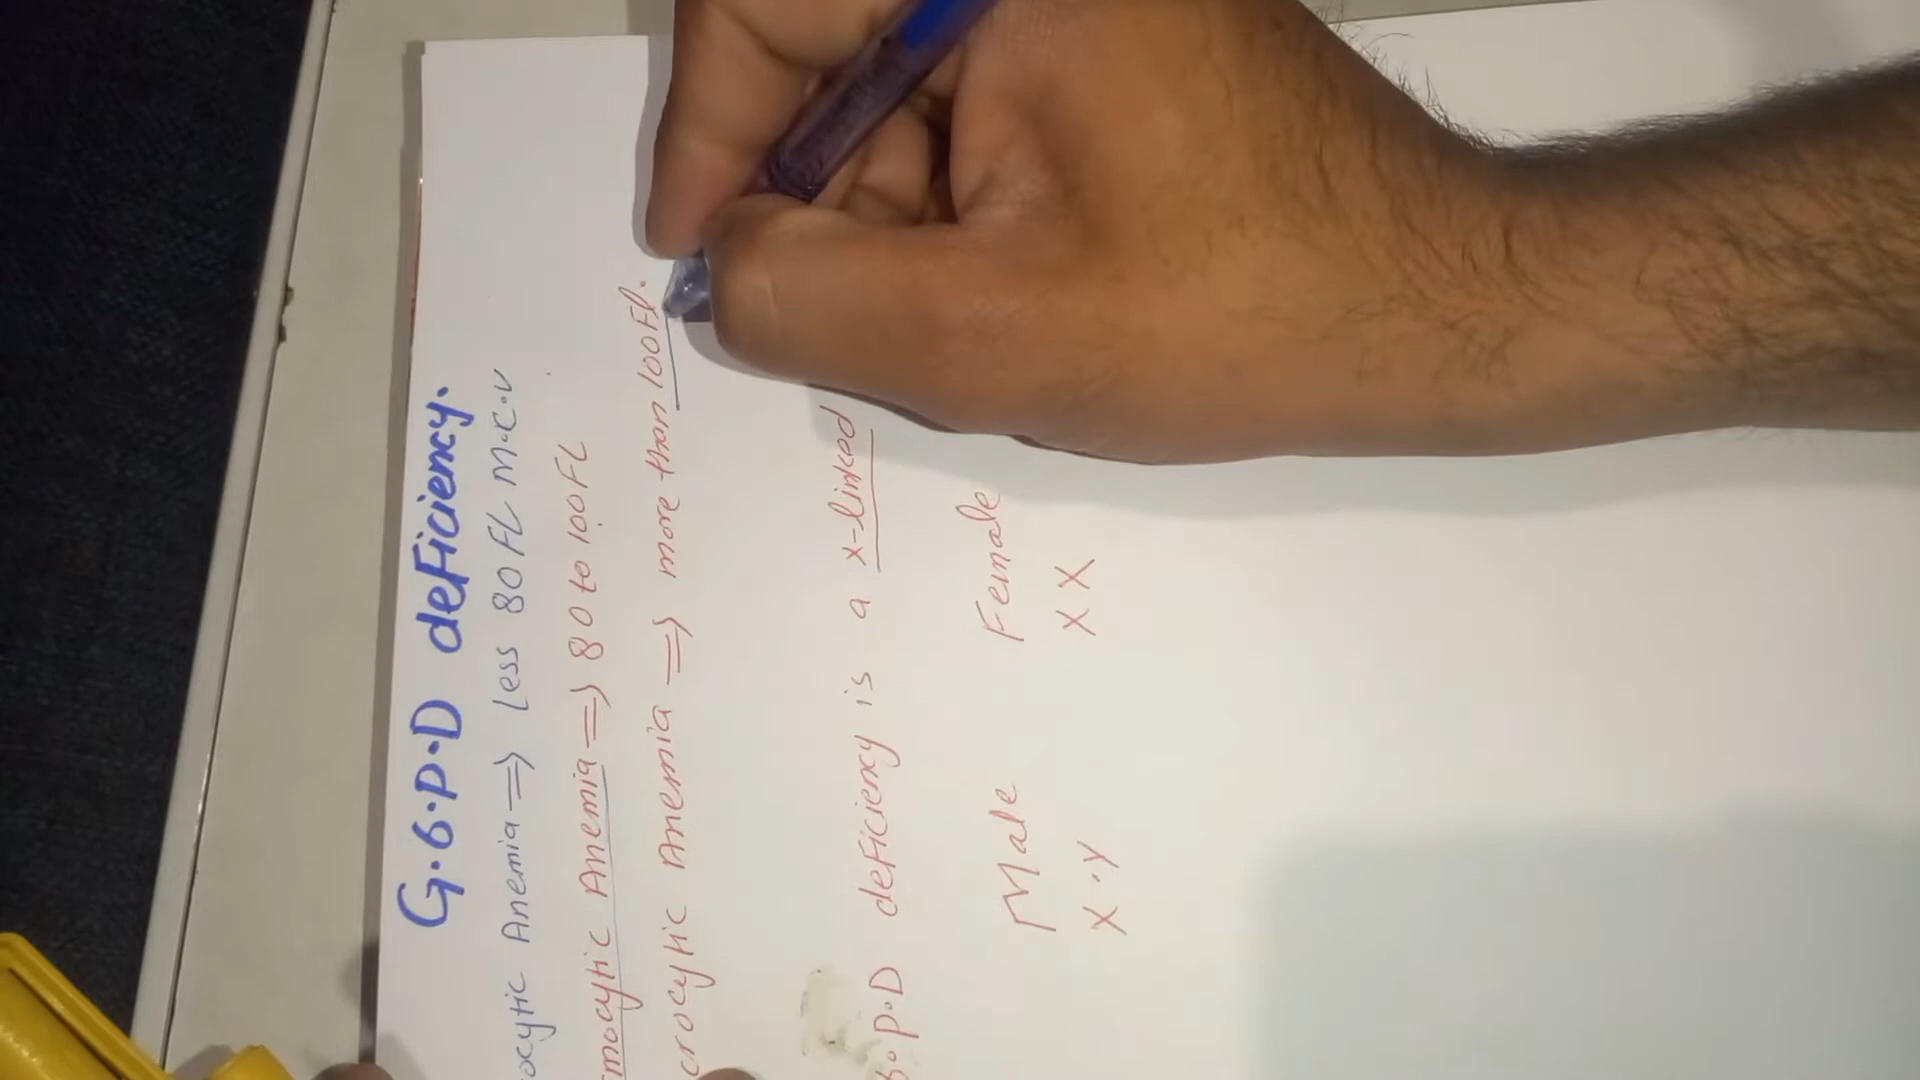 G.6.P.D deficiency.
ocytic Anemia => Less 80 FL M.C.V
mocytic Anemia => 80 to 100 FL
crocytic Anemia => more than 100 Fl.
6.P.D deficiency is a x-linked
Male Female
X.Y X X